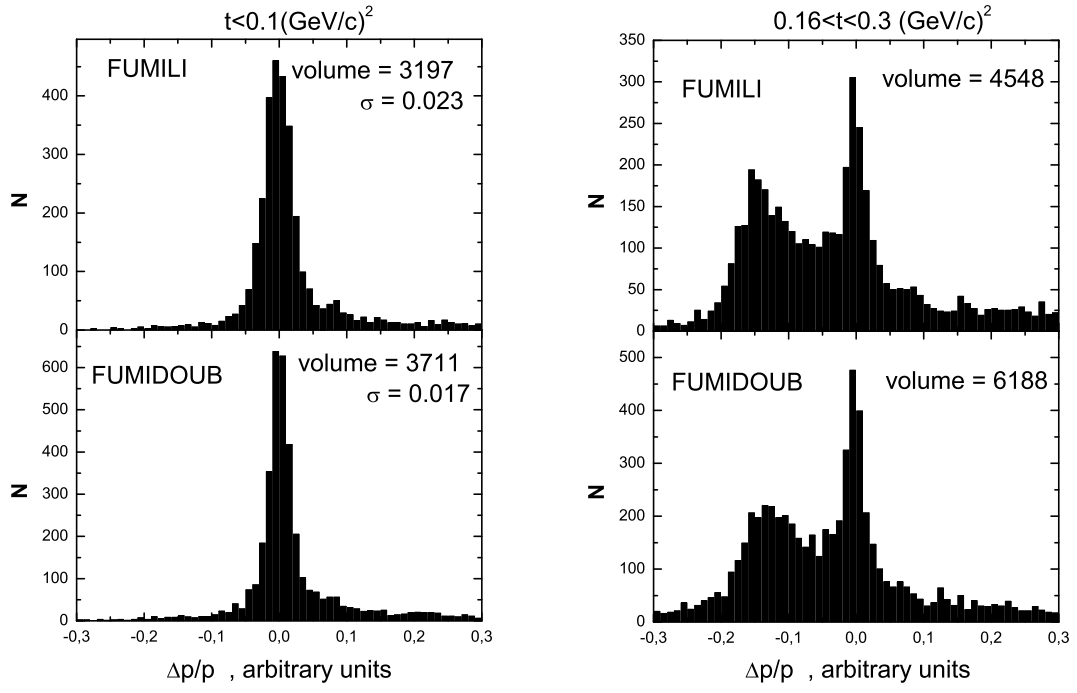 t<0.1(GeV/c)²
FUMILI
volume = 3197
σ = 0.023
400
300
200
100
0
N
FUMIDOUB
volume = 3711
σ = 0.017
600
500
400
300
200
100
0
N
-0,3 -0,2 -0,1 0,0 0,1 0,2 0,3
Δp/p , arbitrary units
0.16<t<0.3 (GeV/c)²
FUMILI
volume = 4548
350
300
250
200
150
100
50
0
N
FUMIDOUB
volume = 6188
500
400
300
200
100
0
N
-0,3 -0,2 -0,1 0,0 0,1 0,2 0,3
Δp/p , arbitrary units